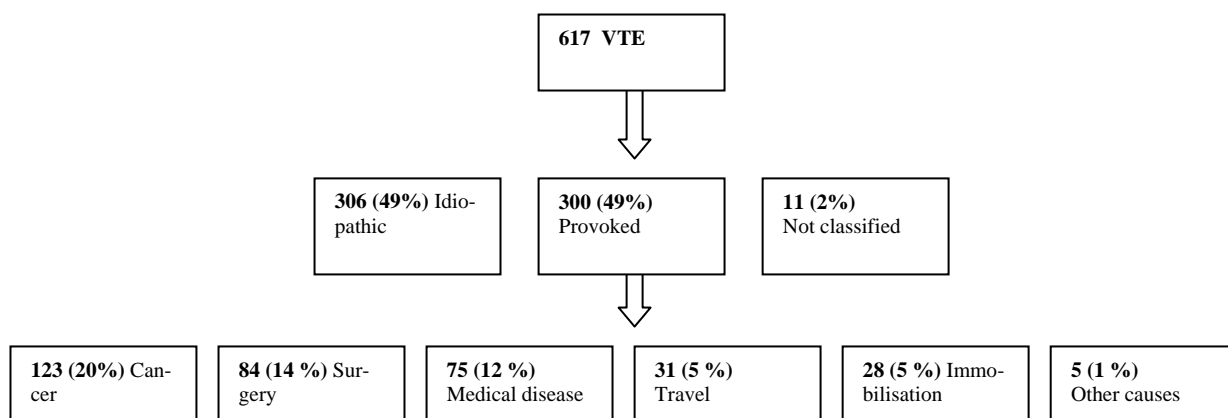 617 VTE
306 (49%) Idio-
pathic
300 (49%)
Provoked
11 (2%)
Not classified
123 (20%) Can-
cer
84 (14 %) Sur-
gery
75 (12 %)
Medical disease
31 (5 %)
Travel
28 (5 %) Immo-
bilisation
5 (1 %)
Other causes